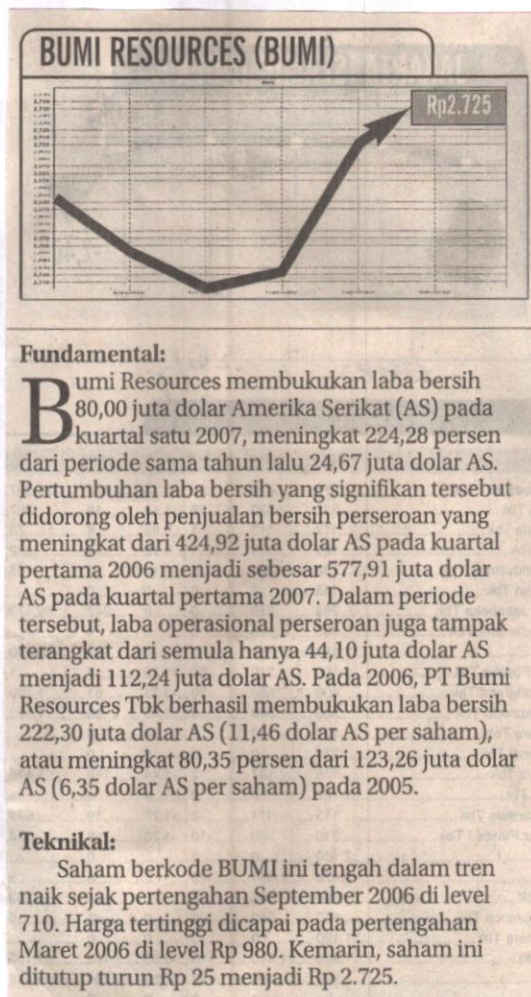 BUMI RESOURCES (BUMI)
Rp2.725
Fundamental:
Bumi Resources membukukan laba bersih
80,00 juta dolar Amerika Serikat (AS) pada
kuartal satu 2007, meningkat 224,28 persen
dari periode sama tahun lalu 24,67 juta dolar AS.
Pertumbuhan laba bersih yang signifikan tersebut
didorong oleh penjualan bersih perseroan yang
meningkat dari 424,92 juta dolar AS pada kuartal
pertama 2006 menjadi sebesar 577,91 juta dolar
AS pada kuartal pertama 2007. Dalam periode
tersebut, laba operasional perseroan juga tampak
terangkat dari semula hanya 44,10 juta dolar AS
menjadi 112,24 juta dolar AS. Pada 2006, PT Bumi
Resources Tbk berhasil membukukan laba bersih
222,30 juta dolar AS (11,46 dolar AS per saham),
atau meningkat 80,35 persen dari 123,26 juta dolar
AS (6,35 dolar AS per saham) pada 2005.
Teknikal:
Saham berkode BUMI ini tengah dalam tren
naik sejak pertengahan September 2006 di level
710. Harga tertinggi dicapai pada pertengahan
Maret 2006 di level Rp 980. Kemarin, saham ini
ditutup turun Rp 25 menjadi Rp 2.725.